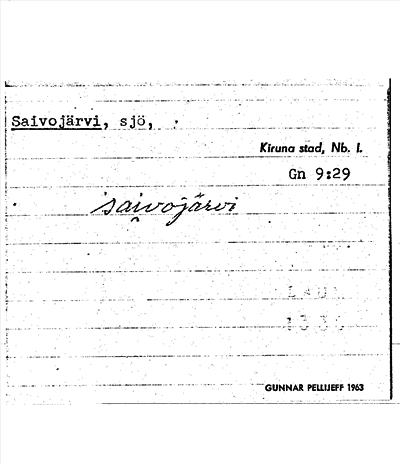 Saivojärvi, sjö,
Kiruna stad, Nb. l.
Gn 9:29
saivojärvi
GUNNAR PELLIJEFF 1963